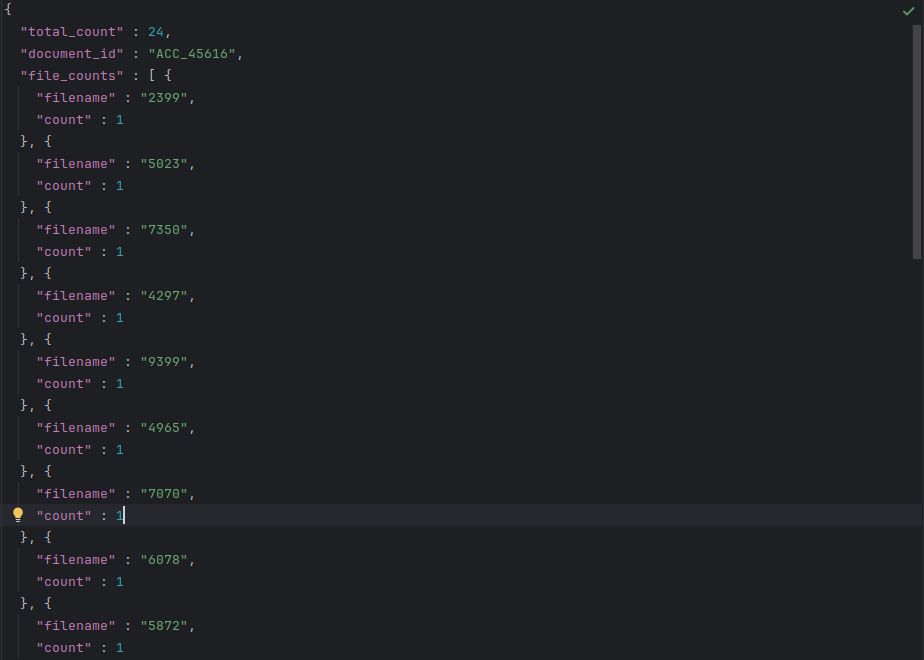 {
  "total_count" : 24,
  "document_id" : "ACC_45616",
  "file_counts" : [ {
    "filename" : "2399",
    "count" : 1
  }, {
    "filename" : "5023",
    "count" : 1
  }, {
    "filename" : "7350",
    "count" : 1
  }, {
    "filename" : "4297",
    "count" : 1
  }, {
    "filename" : "9399",
    "count" : 1
  }, {
    "filename" : "4965",
    "count" : 1
  }, {
    "filename" : "7070",
    "count" : 1
  }, {
    "filename" : "6078",
    "count" : 1
  }, {
    "filename" : "5872",
    "count" : 1